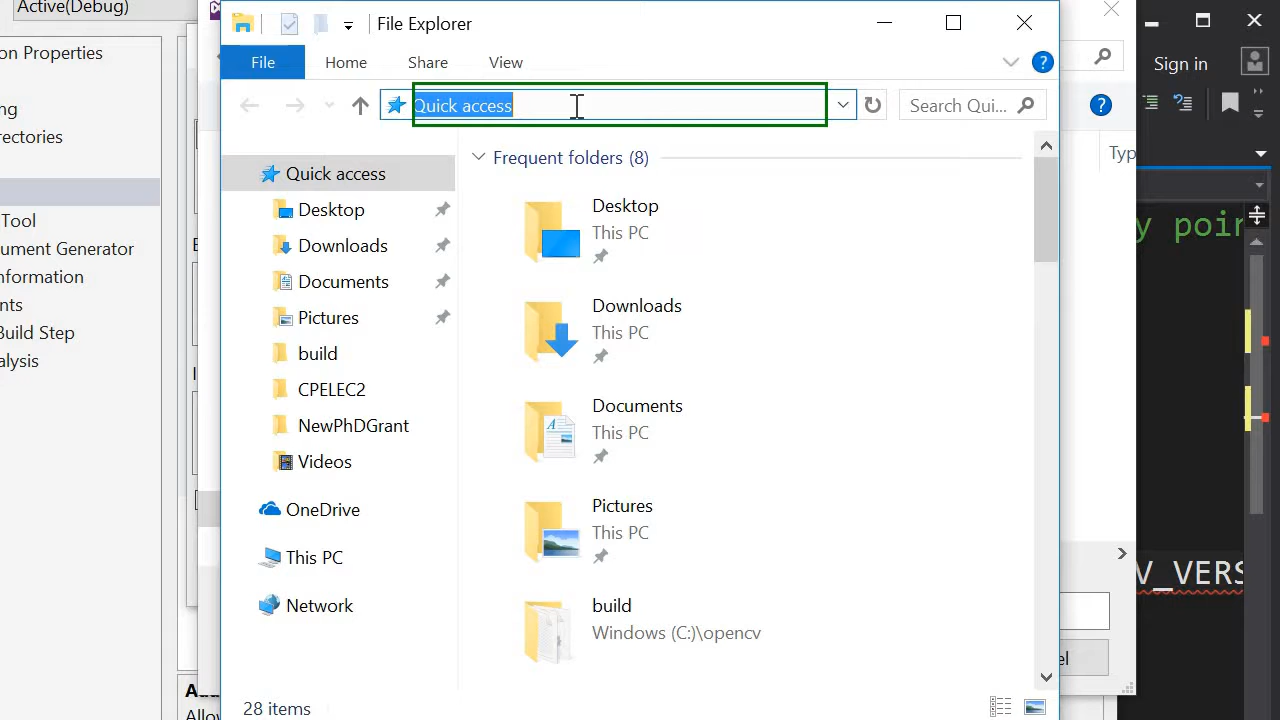 Active(Debug)
File Explorer
File
Home
Share
View
Sign in
Quick access
Search Qui...
Typ
on Properties
ng
irectories
Tool
ument Generator
nformation
nts
Build Step
alysis
Quick access
Desktop
Downloads
Documents
Pictures
build
CPELEC2
NewPhDGrant
Videos
OneDrive
This PC
Network
Frequent folders (8)
Desktop
This PC
Downloads
This PC
Documents
This PC
Pictures
This PC
build
Windows (C:)\opencv
y poin
V_VERS
el
28 items